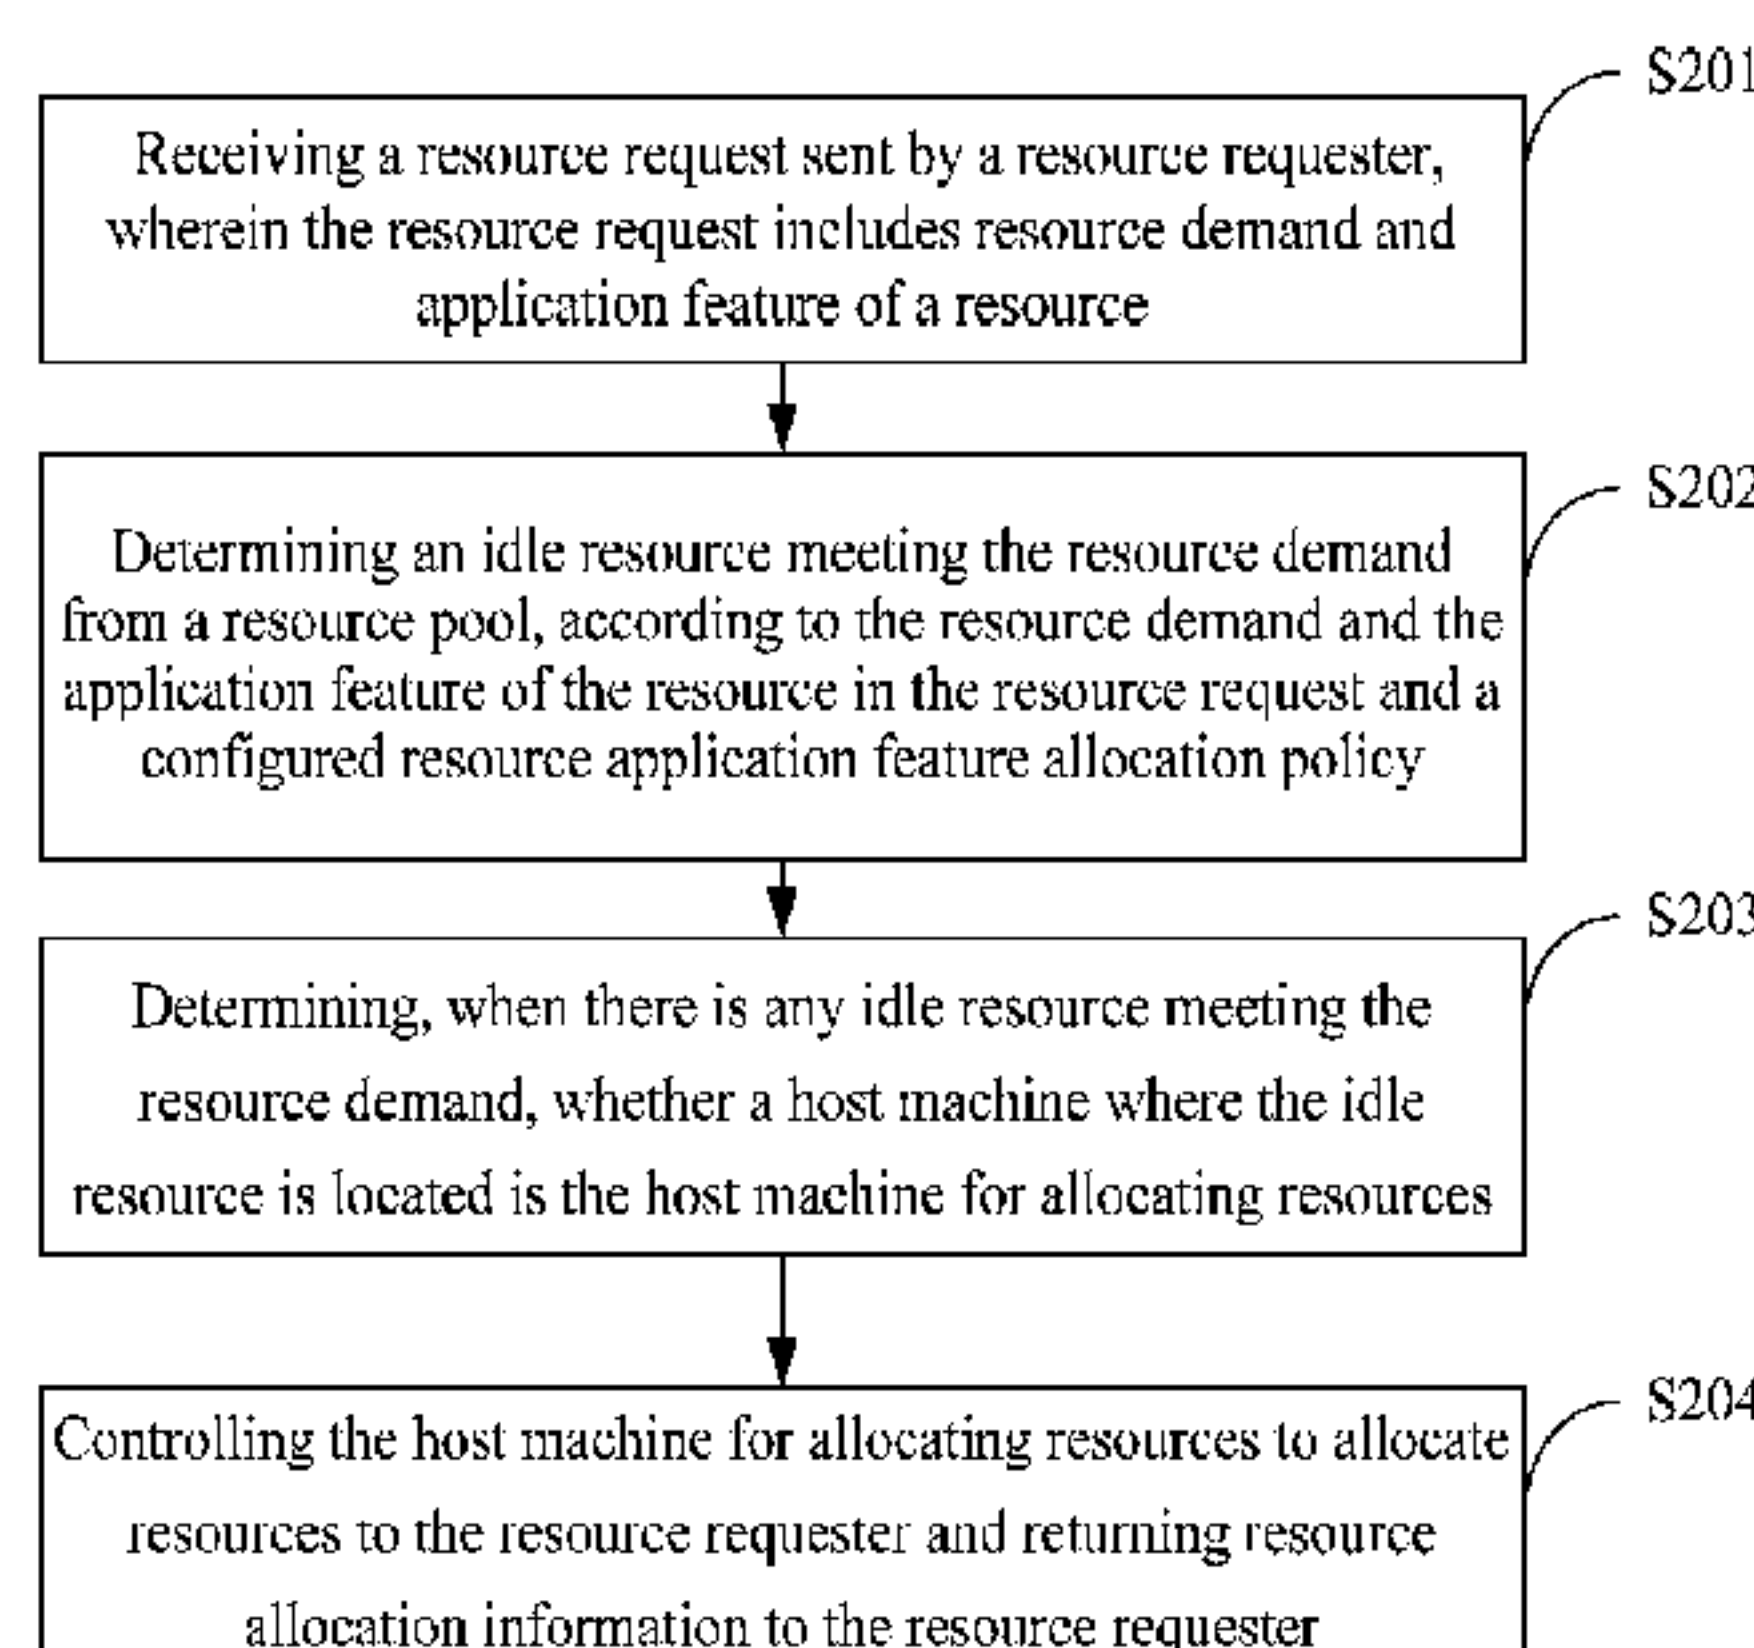 S201
Receiving a resource request sent by a resource requester,
wherein the resource request includes resource demand and
application feature of a resource
S202
Determining an idle resource meeting the resource demand
from a resource pool, according to the resource demand and the
application feature of the resource in the resource request and a
configured resource application feature allocation policy
S203
Determining, when there is any idle resource meeting the
resource demand, whether a host machine where the idle
resource is located is the host machine for allocating resources
S204
Controlling the host machine for allocating resources to allocate
resources to the resource requester and returning resource
allocation information to the resource requester